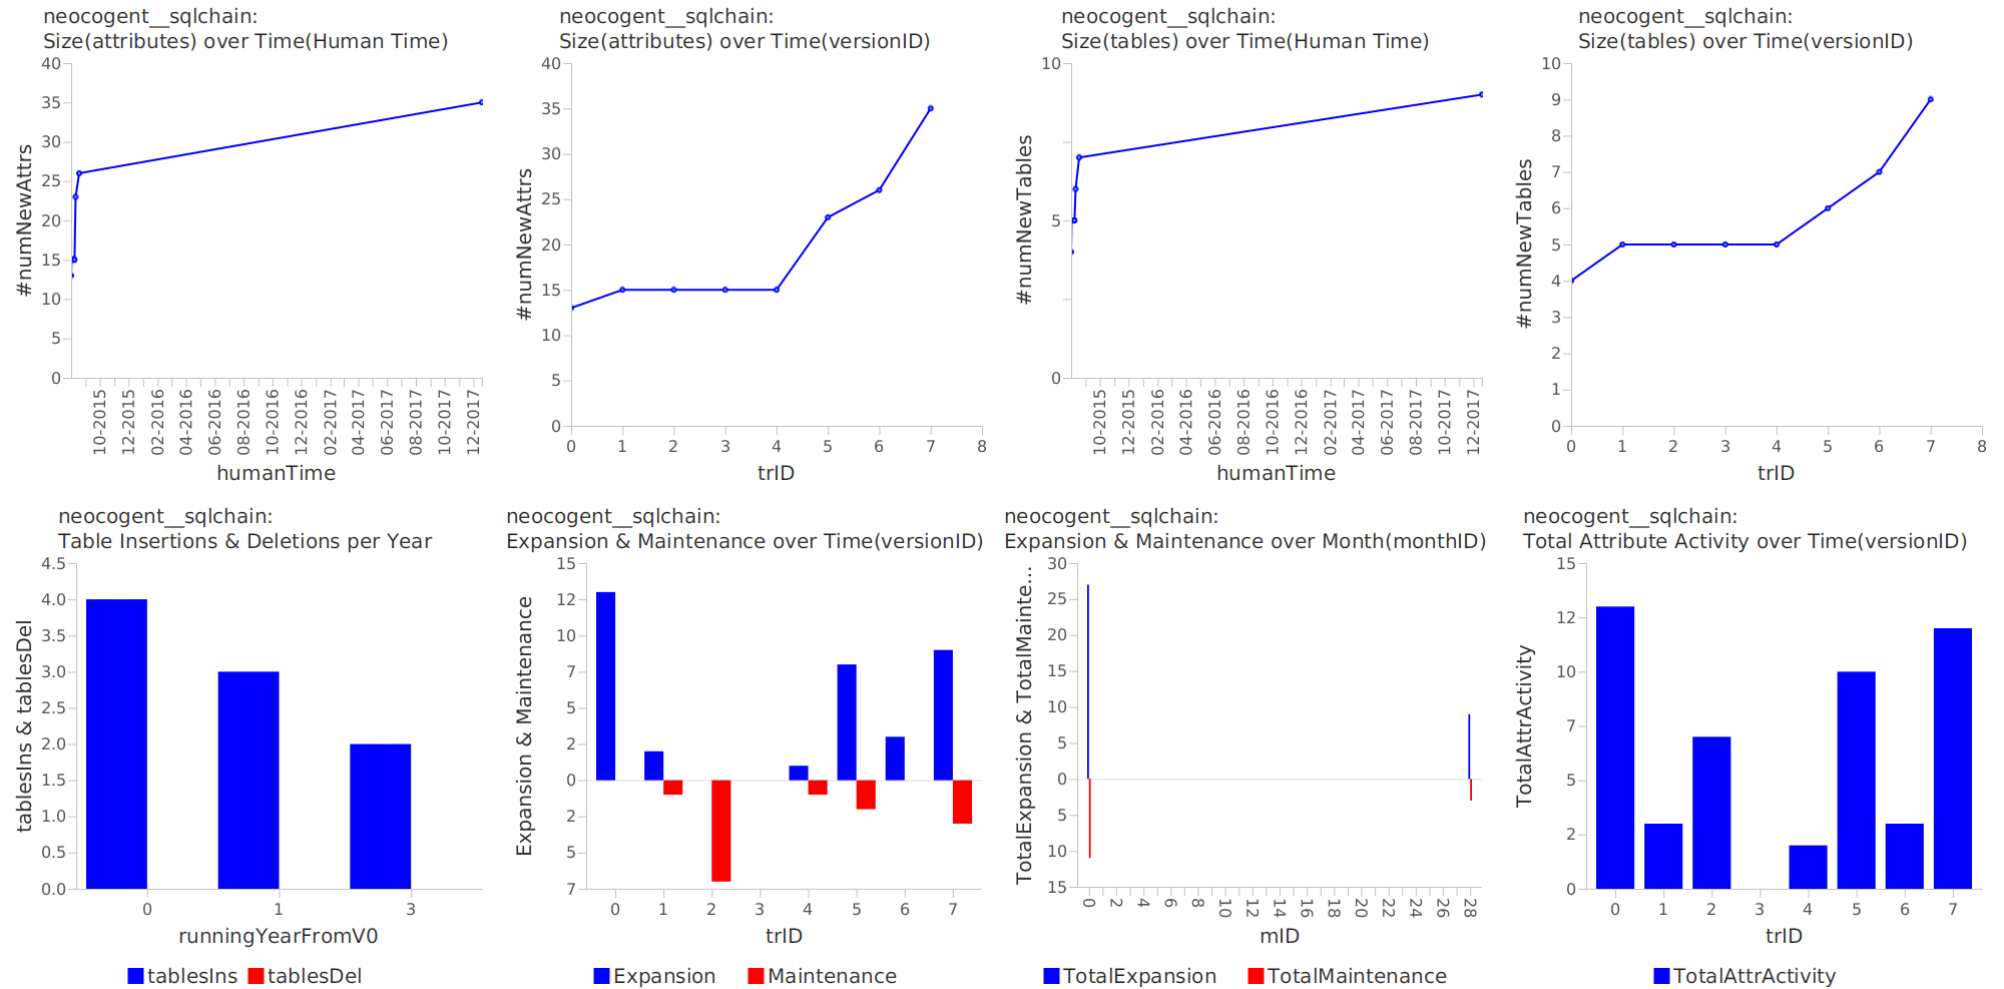 neocogent__sqlchain:
Size(attributes) over Time(Human Time)
40
35
30
25
20
15
10
5
0
#numNewAttrs
10-2015
12-2015
02-2016
04-2016
06-2016
08-2016
10-2016
12-2016
02-2017
04-2017
06-2017
08-2017
10-2017
12-2017
humanTime
neocogent__sqlchain:
Size(attributes) over Time(versionID)
40
35
30
25
20
15
10
5
0
#numNewAttrs
0 1 2 3 4 5 6 7 8
trID
neocogent__sqlchain:
Size(tables) over Time(Human Time)
10
5
0
#numNewTables
10-2015
12-2015
02-2016
04-2016
06-2016
08-2016
10-2016
12-2016
02-2017
04-2017
06-2017
08-2017
10-2017
12-2017
humanTime
neocogent__sqlchain:
Size(tables) over Time(versionID)
10
9
8
7
6
5
4
3
2
1
0
#numNewTables
0 1 2 3 4 5 6 7 8
trID
neocogent__sqlchain:
Table Insertions & Deletions per Year
4.5
4.0
3.5
3.0
2.5
2.0
1.5
1.0
0.5
0.0
tablesIns & tablesDel
0 1 3
runningYearFromV0
tablesIns tablesDel
neocogent__sqlchain:
Expansion & Maintenance over Time(versionID)
15
12
10
7
5
2
0
2
5
7
Expansion & Maintenance
0 1 2 3 4 5 6 7
trID
Expansion Maintenance
neocogent__sqlchain:
Expansion & Maintenance over Month(monthID)
30
25
20
15
10
5
0
5
10
15
TotalExpansion & TotalMainte...
0 2 4 6 8 10 12 14 16 18 20 22 24 26 28
mID
TotalExpansion TotalMaintenance
neocogent__sqlchain:
Total Attribute Activity over Time(versionID)
15
12
10
7
5
2
0
TotalAttrActivity
0 1 2 3 4 5 6 7
trID
TotalAttrActivity